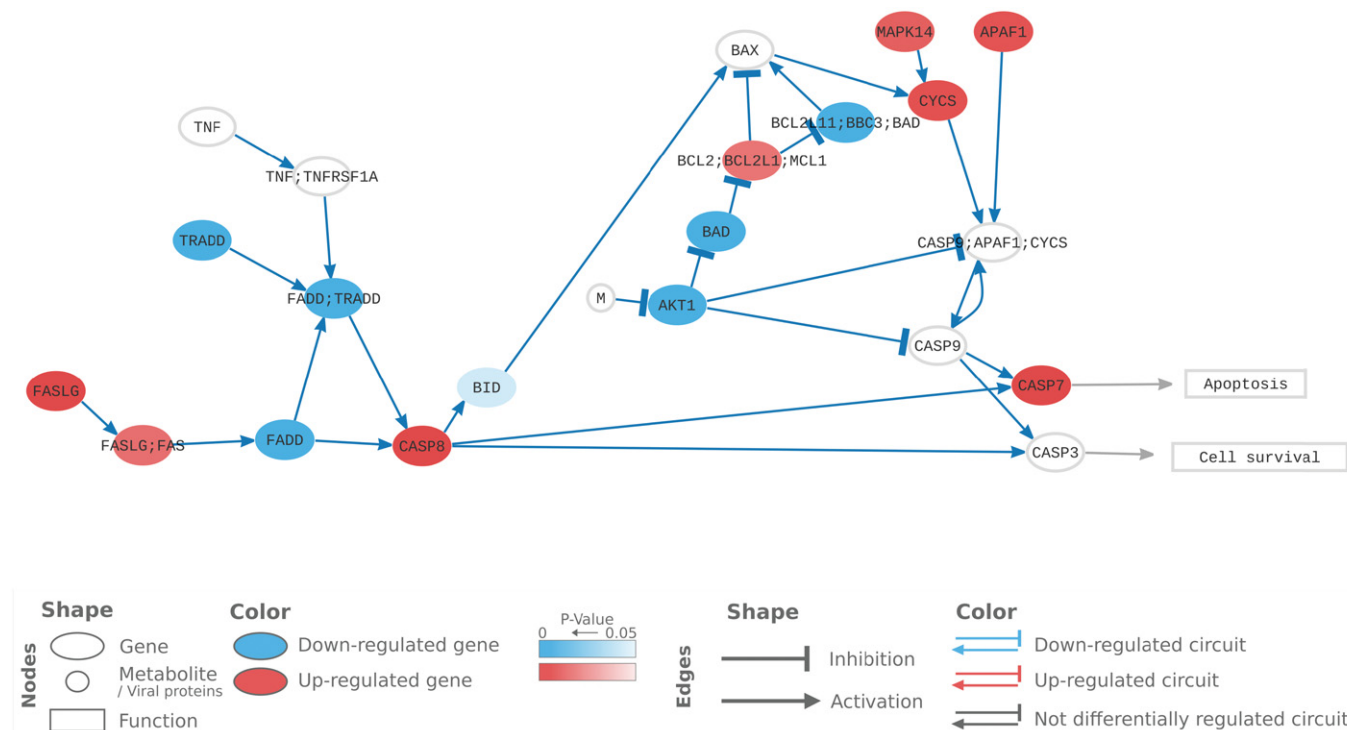 MAPK14
APAF1
BAX
CYCS
TNF
BCL2L11;BBC3;BAD
BCL2;BCL2L1;MCL1
TNF;TNFRSF1A
TRADD
BAD
CASP9;APAF1;CYCS
FADD;TRADD
M
AKT1
CASP9
FASLG
BID
CASP7
Apoptosis
FASLG;FAS
FADD
CASP8
CASP3
Cell survival
Nodes
Shape
Gene
Metabolite
/ Viral proteins
Function
Color
Down-regulated gene
Up-regulated gene
P-Value
0
0.05
Edges
Shape
Inhibition
Activation
Color
Down-regulated circuit
Up-regulated circuit
Not differentially regulated circuit